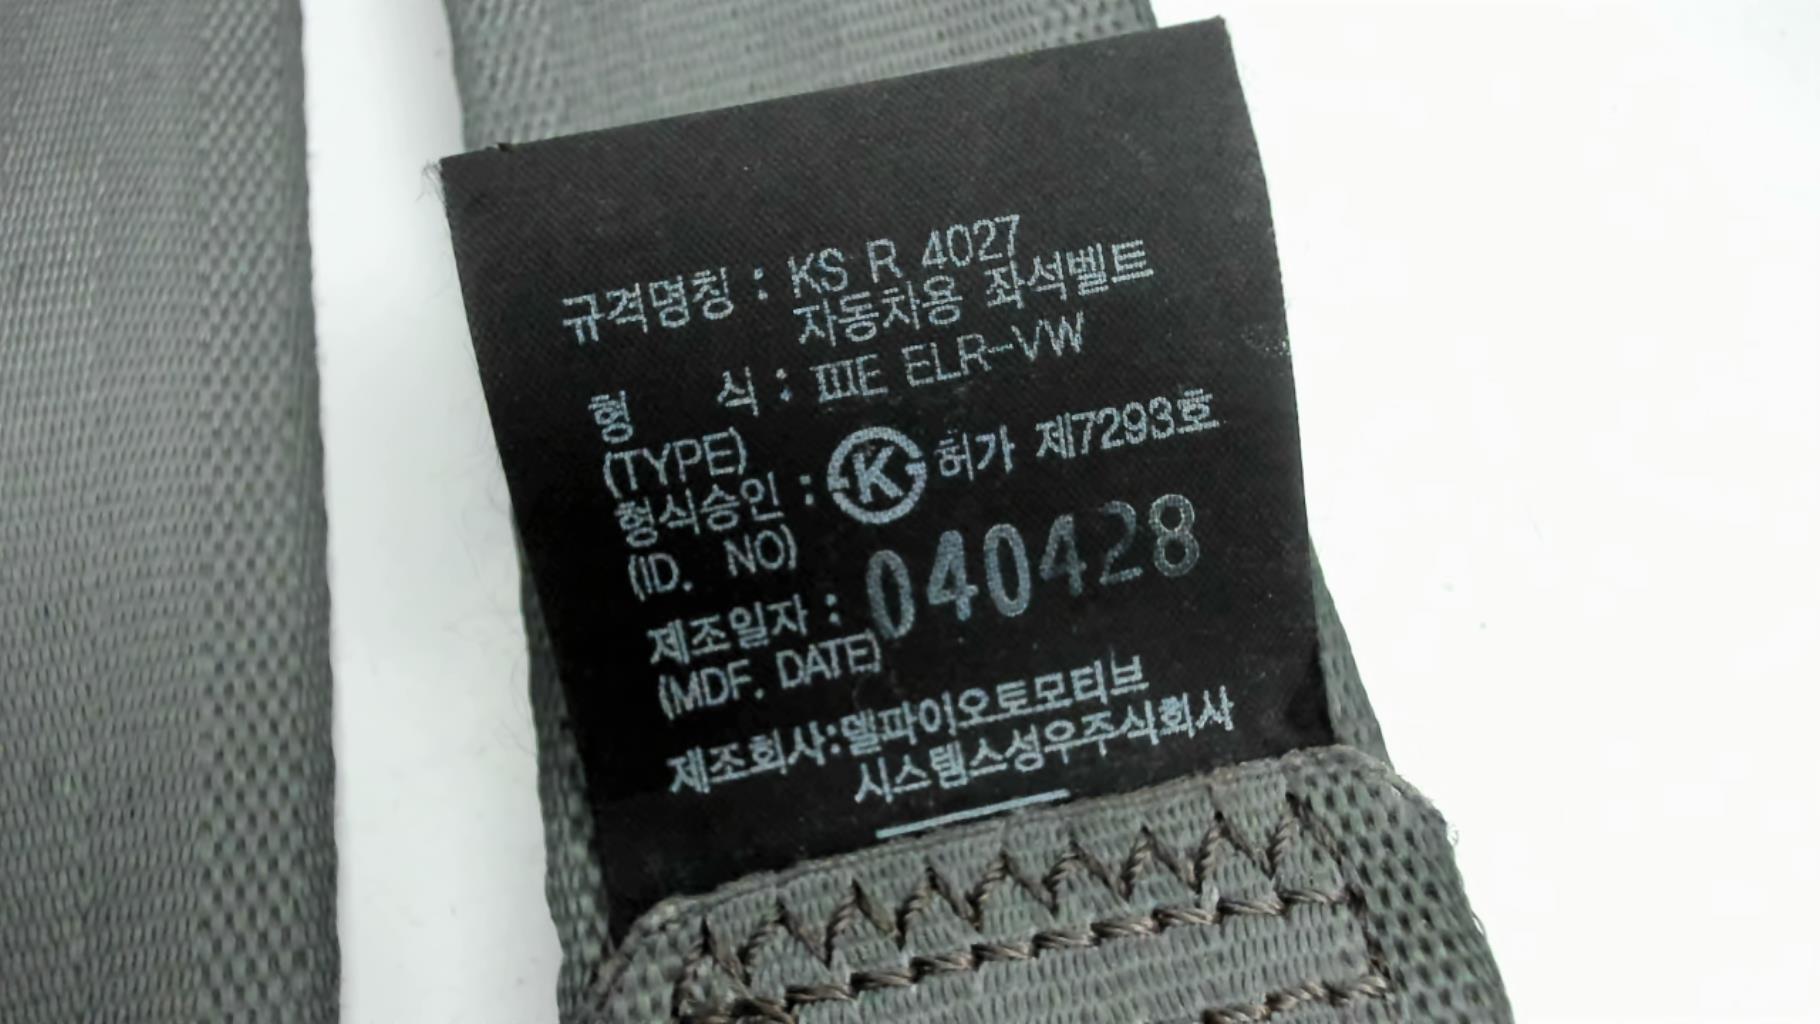 규격명칭 : KS R 4027
자동차용 좌석벨트
형 식 : IIIE ELR-VW
(TYPE)
형식승인 : K 허가 제7293호
(ID. NO)
제조일자 : 040428
(MDF. DATE)
제조회사:델파이오토모티브
시스템스성우주식회사